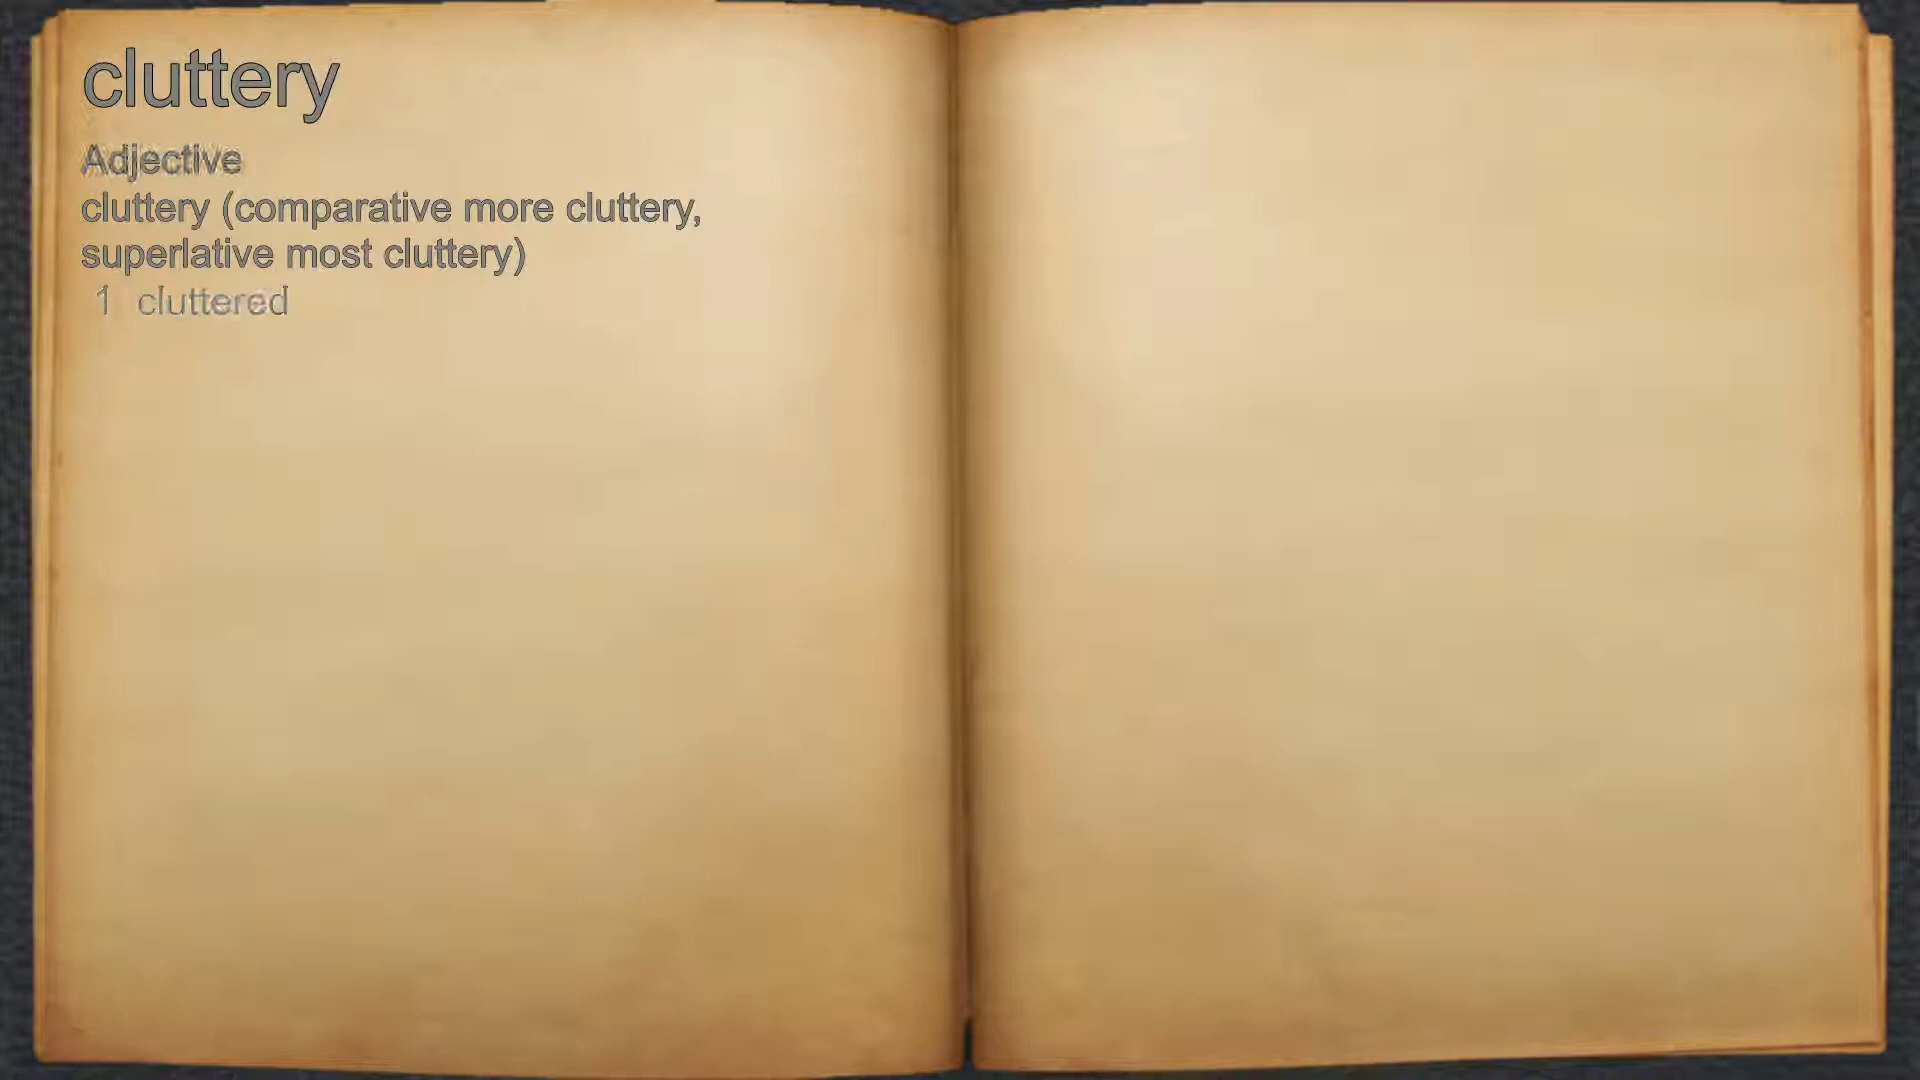 cluttery
Adjective
cluttery (comparative more cluttery,
superlative most cluttery)
1 cluttered